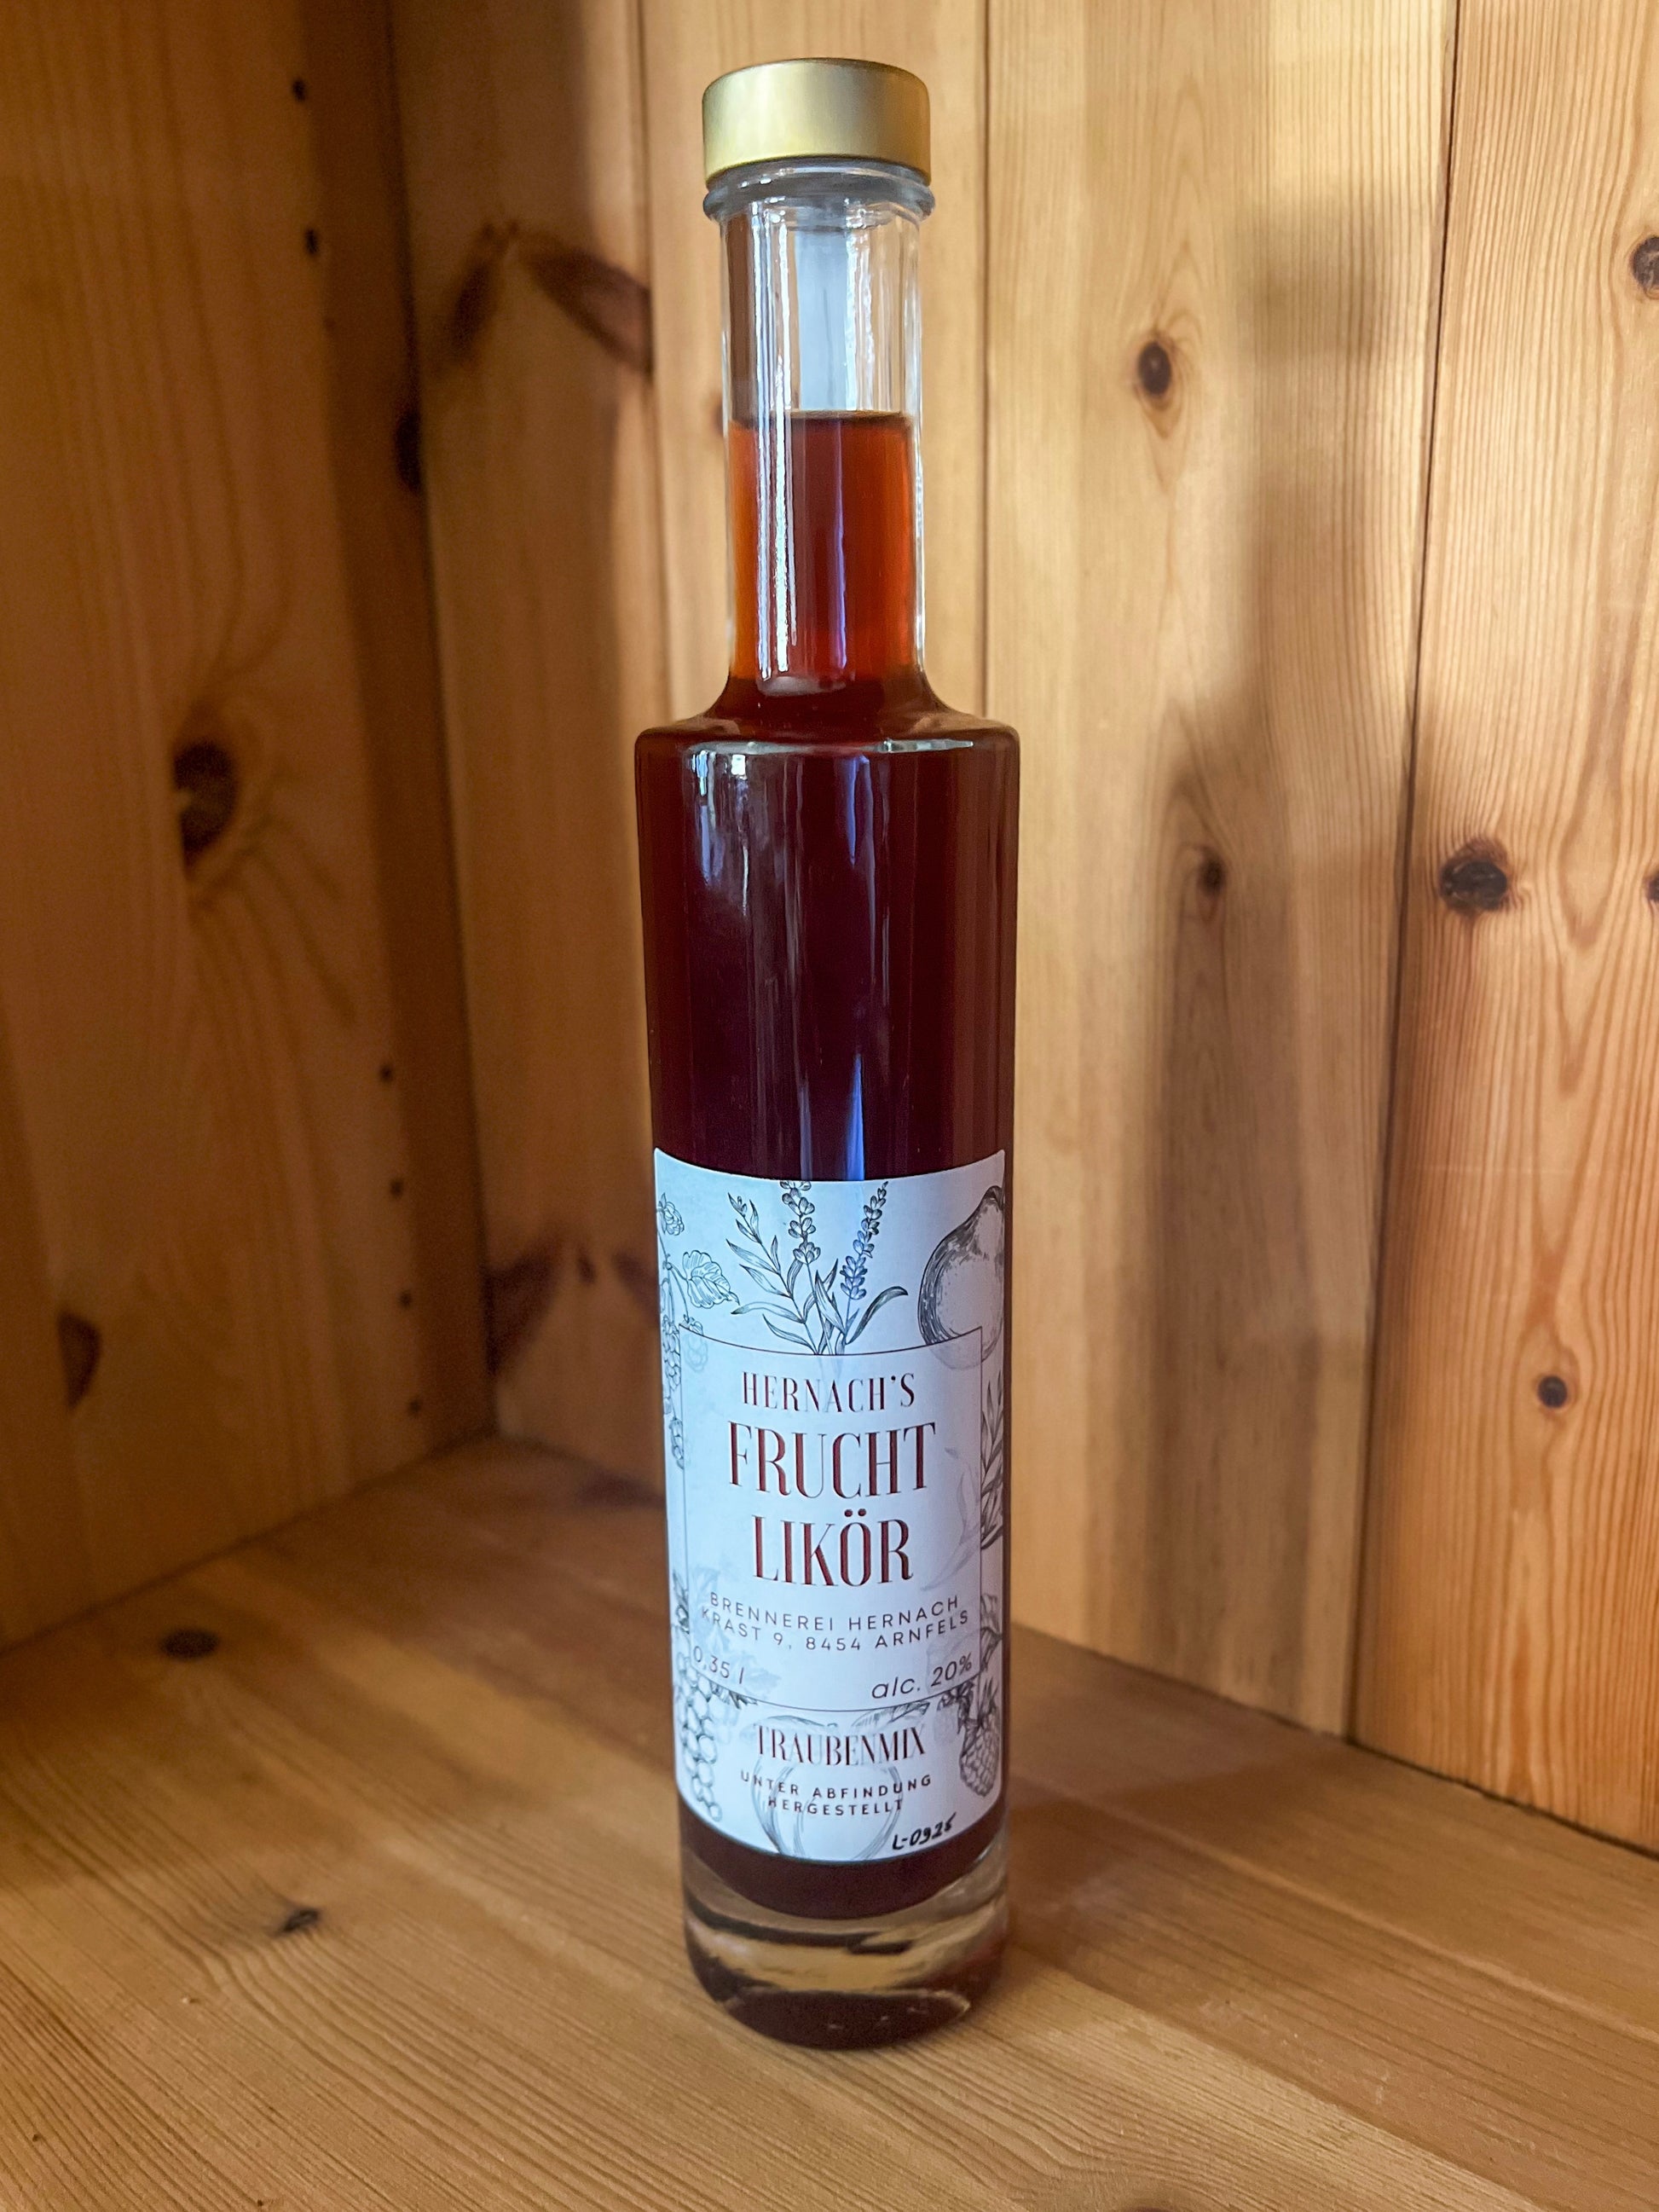 HERNACH'S
FRUCHT
LIKÖR
BRENNEREI HERNACH
KRAST 9, 8454 ARNFELS
0,35 l alc. 20%
TRAUBENMIX
UNTER ABFINDUNG
HERGESTELLT
L-0925